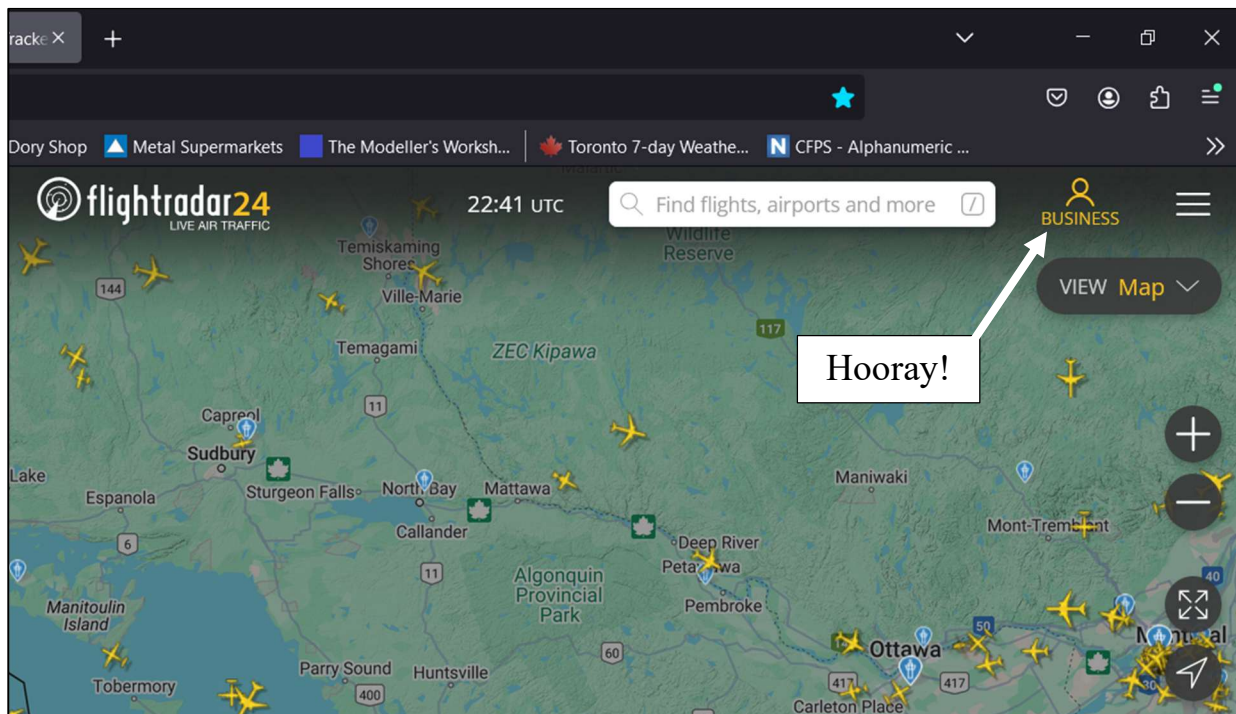 racke
Dory Shop Metal Supermarkets The Modeller's Worksh... Toronto 7-day Weathe... N CFPS - Alphanumeric ...
flightradar24
LIVE AIR TRAFFIC
22:41 UTC
Find flights, airports and more /
BUSINESS
VIEW Map
Hooray!
Temiskaming
Shores
Wildlife
Reserve
144
Ville-Marie
117
Temagami
ZEC Kipawa
11
Capreol
Sudbury
Lake
Espanola
Sturgeon Falls
North Bay
Mattawa
Maniwaki
Callander
Mont-Tremblant
6
Deep River
11
Algonquin
Provincial
Park
Petawawa
40
Manitoulin
Island
Pembroke
50
Montréal
60
Ottawa
Parry Sound
Huntsville
417
417
Tobermory
400
Carleton Place
30